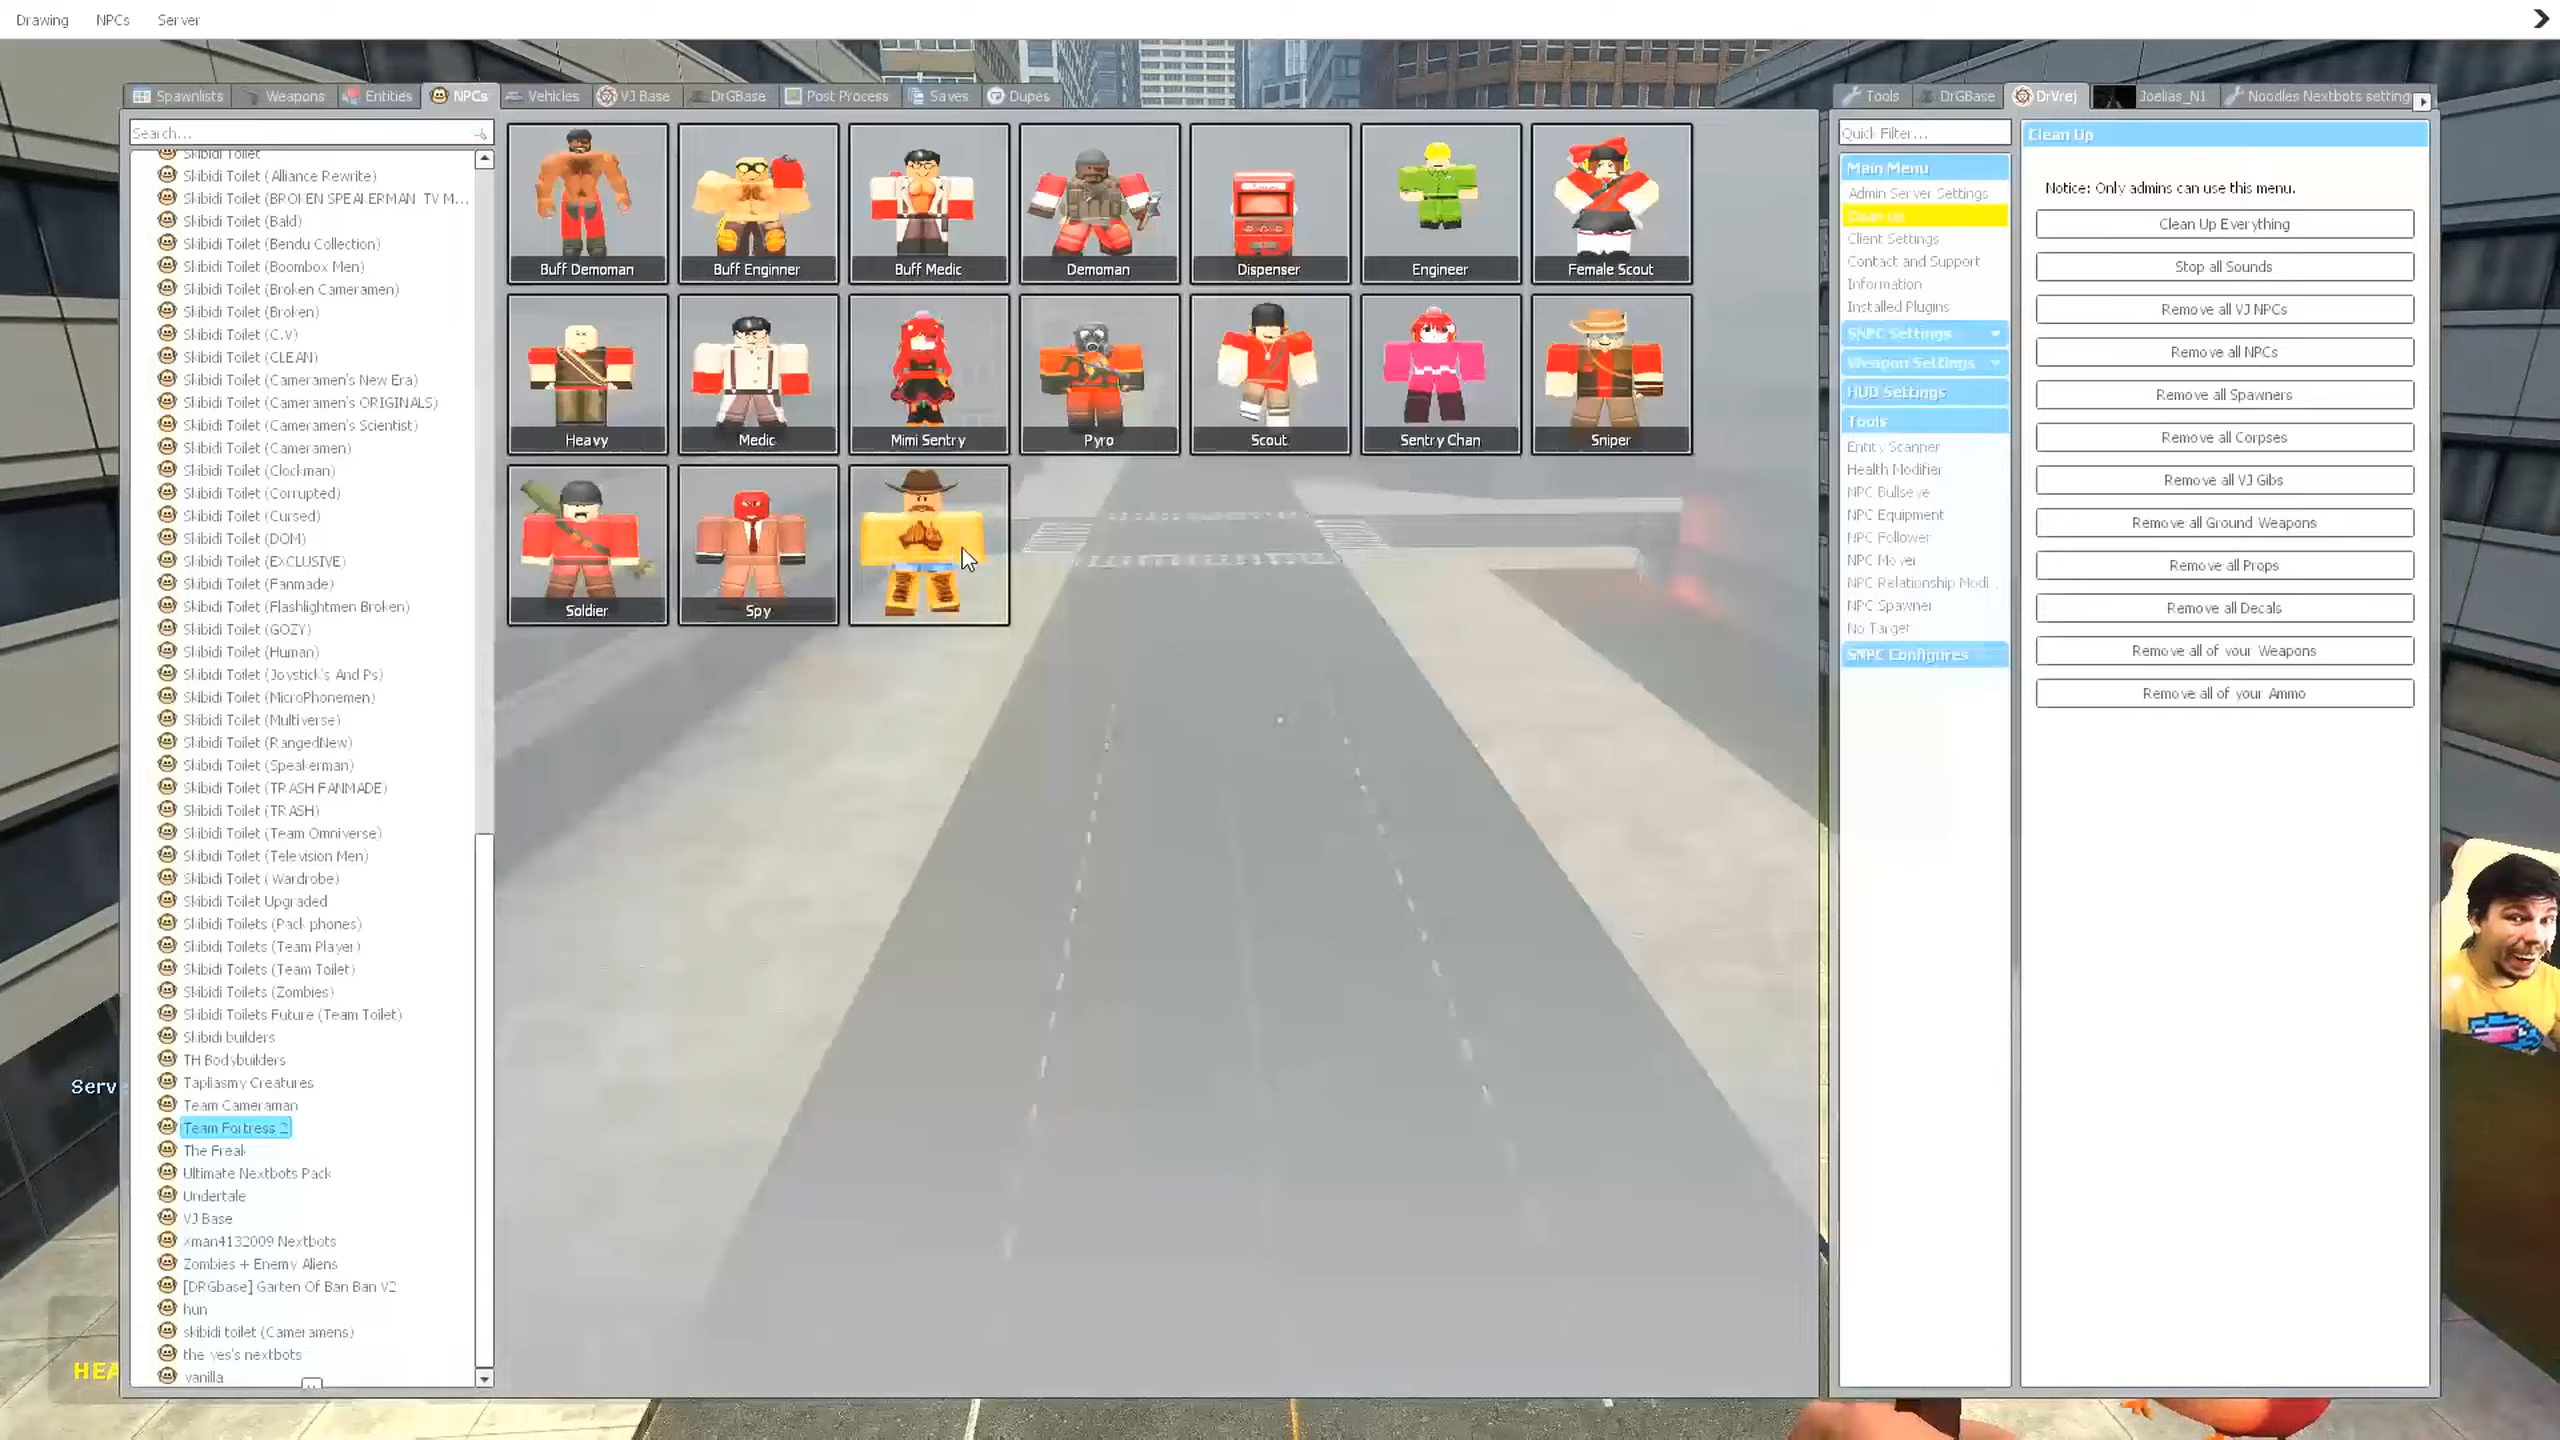 Drawing NPCs Server
Spawnlists Weapons Entities NPCs Vehicles VJ Base DrGBase Post Process Saves Dupes
Search...
Skibidi Toilet
Skibidi Toilet (Alliance Rewrite)
Skibidi Toilet (BROKEN SPEAKERMAN TV M...
Skibidi Toilet (Bald)
Skibidi Toilet (Bendu Collection)
Skibidi Toilet (Boombox Men)
Skibidi Toilet (Broken Cameramen)
Skibidi Toilet (Broken)
Skibidi Toilet (C.V)
Skibidi Toilet (CLEAN)
Skibidi Toilet (Cameramen's New Era)
Skibidi Toilet (Cameramen's ORIGINALS)
Skibidi Toilet (Cameramen's Scientist)
Skibidi Toilet (Cameramen)
Skibidi Toilet (Clockman)
Skibidi Toilet (Corrupted)
Skibidi Toilet (Cursed)
Skibidi Toilet (DOM)
Skibidi Toilet (EXCLUSIVE)
Skibidi Toilet (Fanmade)
Skibidi Toilet (Flashlightmen Broken)
Skibidi Toilet (GOZY)
Skibidi Toilet (Human)
Skibidi Toilet (Joystick's And Ps)
Skibidi Toilet (MicroPhonemen)
Skibidi Toilet (Multiverse)
Skibidi Toilet (RangedNew)
Skibidi Toilet (Speakerman)
Skibidi Toilet (TRASH FANMADE)
Skibidi Toilet (TRASH)
Skibidi Toilet (Team Omniverse)
Skibidi Toilet (Television Men)
Skibidi Toilet (Wardrobe)
Skibidi Toilet Upgraded
Skibidi Toilets (Pack phones)
Skibidi Toilets (Team Player)
Skibidi Toilets (Team Toilet)
Skibidi Toilets (Zombies)
Skibidi Toilets Future (Team Toilet)
Skibidi builders
TH Bodybuilders
Tapliasmy Creatures
Team Cameraman
Team Fortress 2
The Freak
Ultimate Nextbots Pack
Undertale
VJ Base
xman4132009 Nextbots
Zombies + Enemy Aliens
[DRGbase] Garten Of Ban Ban V2
hun
skibidi toilet (Cameramens)
the yes's nextbots
vanilla
Buff Demoman Buff Enginner Buff Medic Demoman Dispenser Engineer Female Scout
Heavy Medic Mimi Sentry Pyro Scout Sentry Chan Sniper
Soldier Spy
Tools DrGBase DrVrej Joelias_NI Noodles Nextbots setting
Quick Filter...
Main Menu
Admin Server Settings
Clean Up
Client Settings
Contact and Support
Information
Installed Plugins
SNPC Settings
Weapon Settings
HUD Settings
Tools
Entity Scanner
Health Modifier
NPC Bullseye
NPC Equipment
NPC Follower
NPC Mover
NPC Relationship Modi...
NPC Spawner
No Target
SNPC Configures
Clean Up
Notice: Only admins can use this menu.
Clean Up Everything
Stop all Sounds
Remove all VJ NPCs
Remove all NPCs
Remove all Spawners
Remove all Corpses
Remove all VJ Gibs
Remove all Ground Weapons
Remove all Props
Remove all Decals
Remove all of your Weapons
Remove all of your Ammo
Serv
HEA